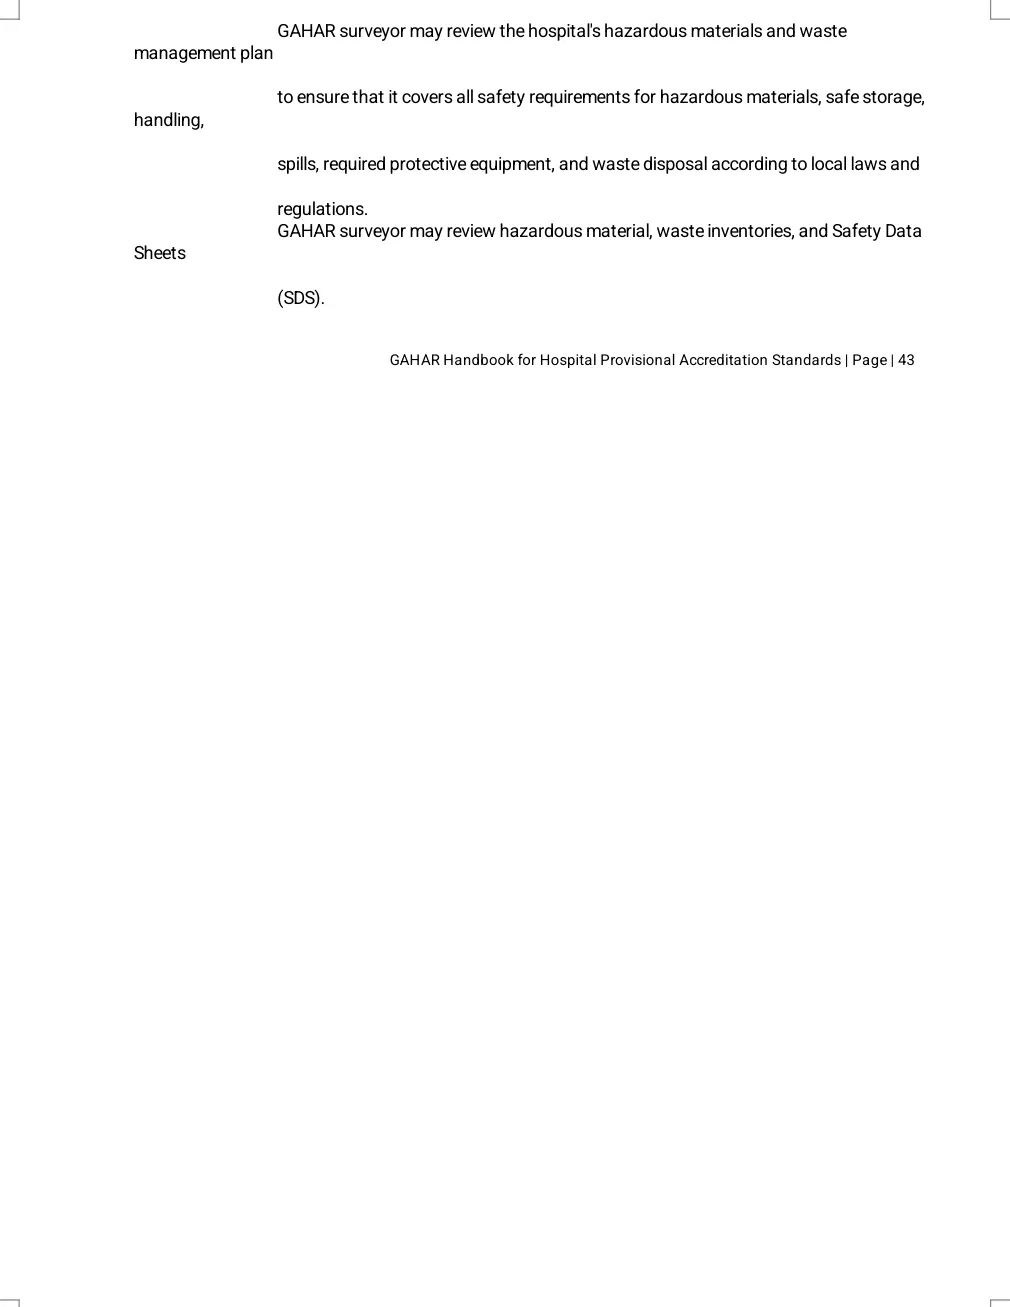 GAHAR surveyor may review the hospital's hazardous materials and waste
management plan
to ensure that it covers all safety requirements for hazardous materials, safe storage,
handling,
spills, required protective equipment, and waste disposal according to local laws and
regulations.
GAHAR surveyor may review hazardous material, waste inventories, and Safety Data
Sheets
(SDS).
GAHAR Handbook for Hospital Provisional Accreditation Standards | Page | 43